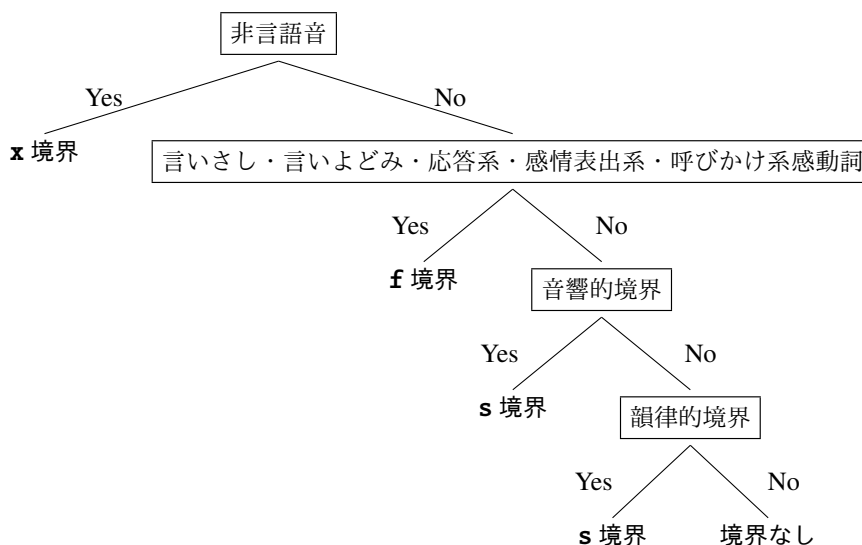 非言語音
Yes No
x 境界
言いさし・言いよどみ・応答系・感情表出系・呼びかけ系感動詞
Yes No
f 境界
音響的境界
Yes No
s 境界
韻律的境界
Yes No
s 境界 境界なし